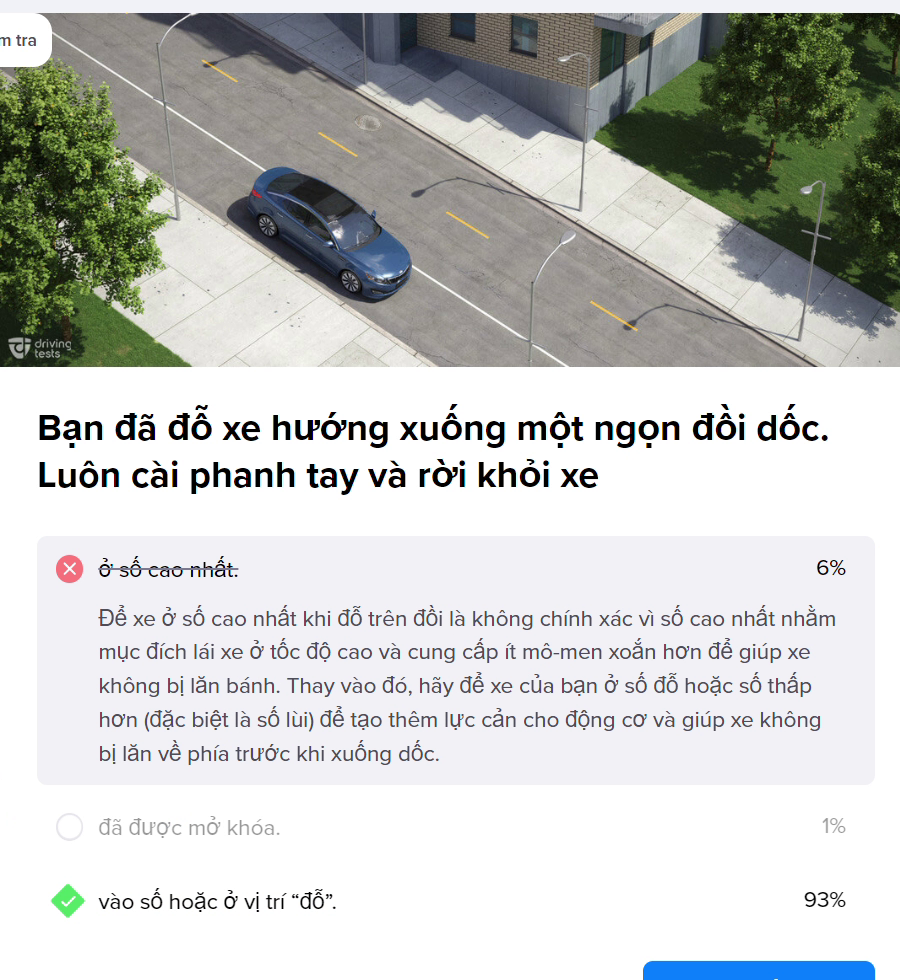 m tra
driving
tests
Bạn đã đỗ xe hướng xuống một ngọn đồi dốc.
Luôn cài phanh tay và rời khỏi xe
ở số cao nhất.
6%
Để xe ở số cao nhất khi đỗ trên đồi là không chính xác vì số cao nhất nhằm
mục đích lái xe ở tốc độ cao và cung cấp ít mô-men xoắn hơn để giúp xe
không bị lăn bánh. Thay vào đó, hãy để xe của bạn ở số đỗ hoặc số thấp
hơn (đặc biệt là số lùi) để tạo thêm lực cản cho động cơ và giúp xe không
bị lăn về phía trước khi xuống dốc.
đã được mở khóa.
1%
vào số hoặc ở vị trí “đỗ”.
93%